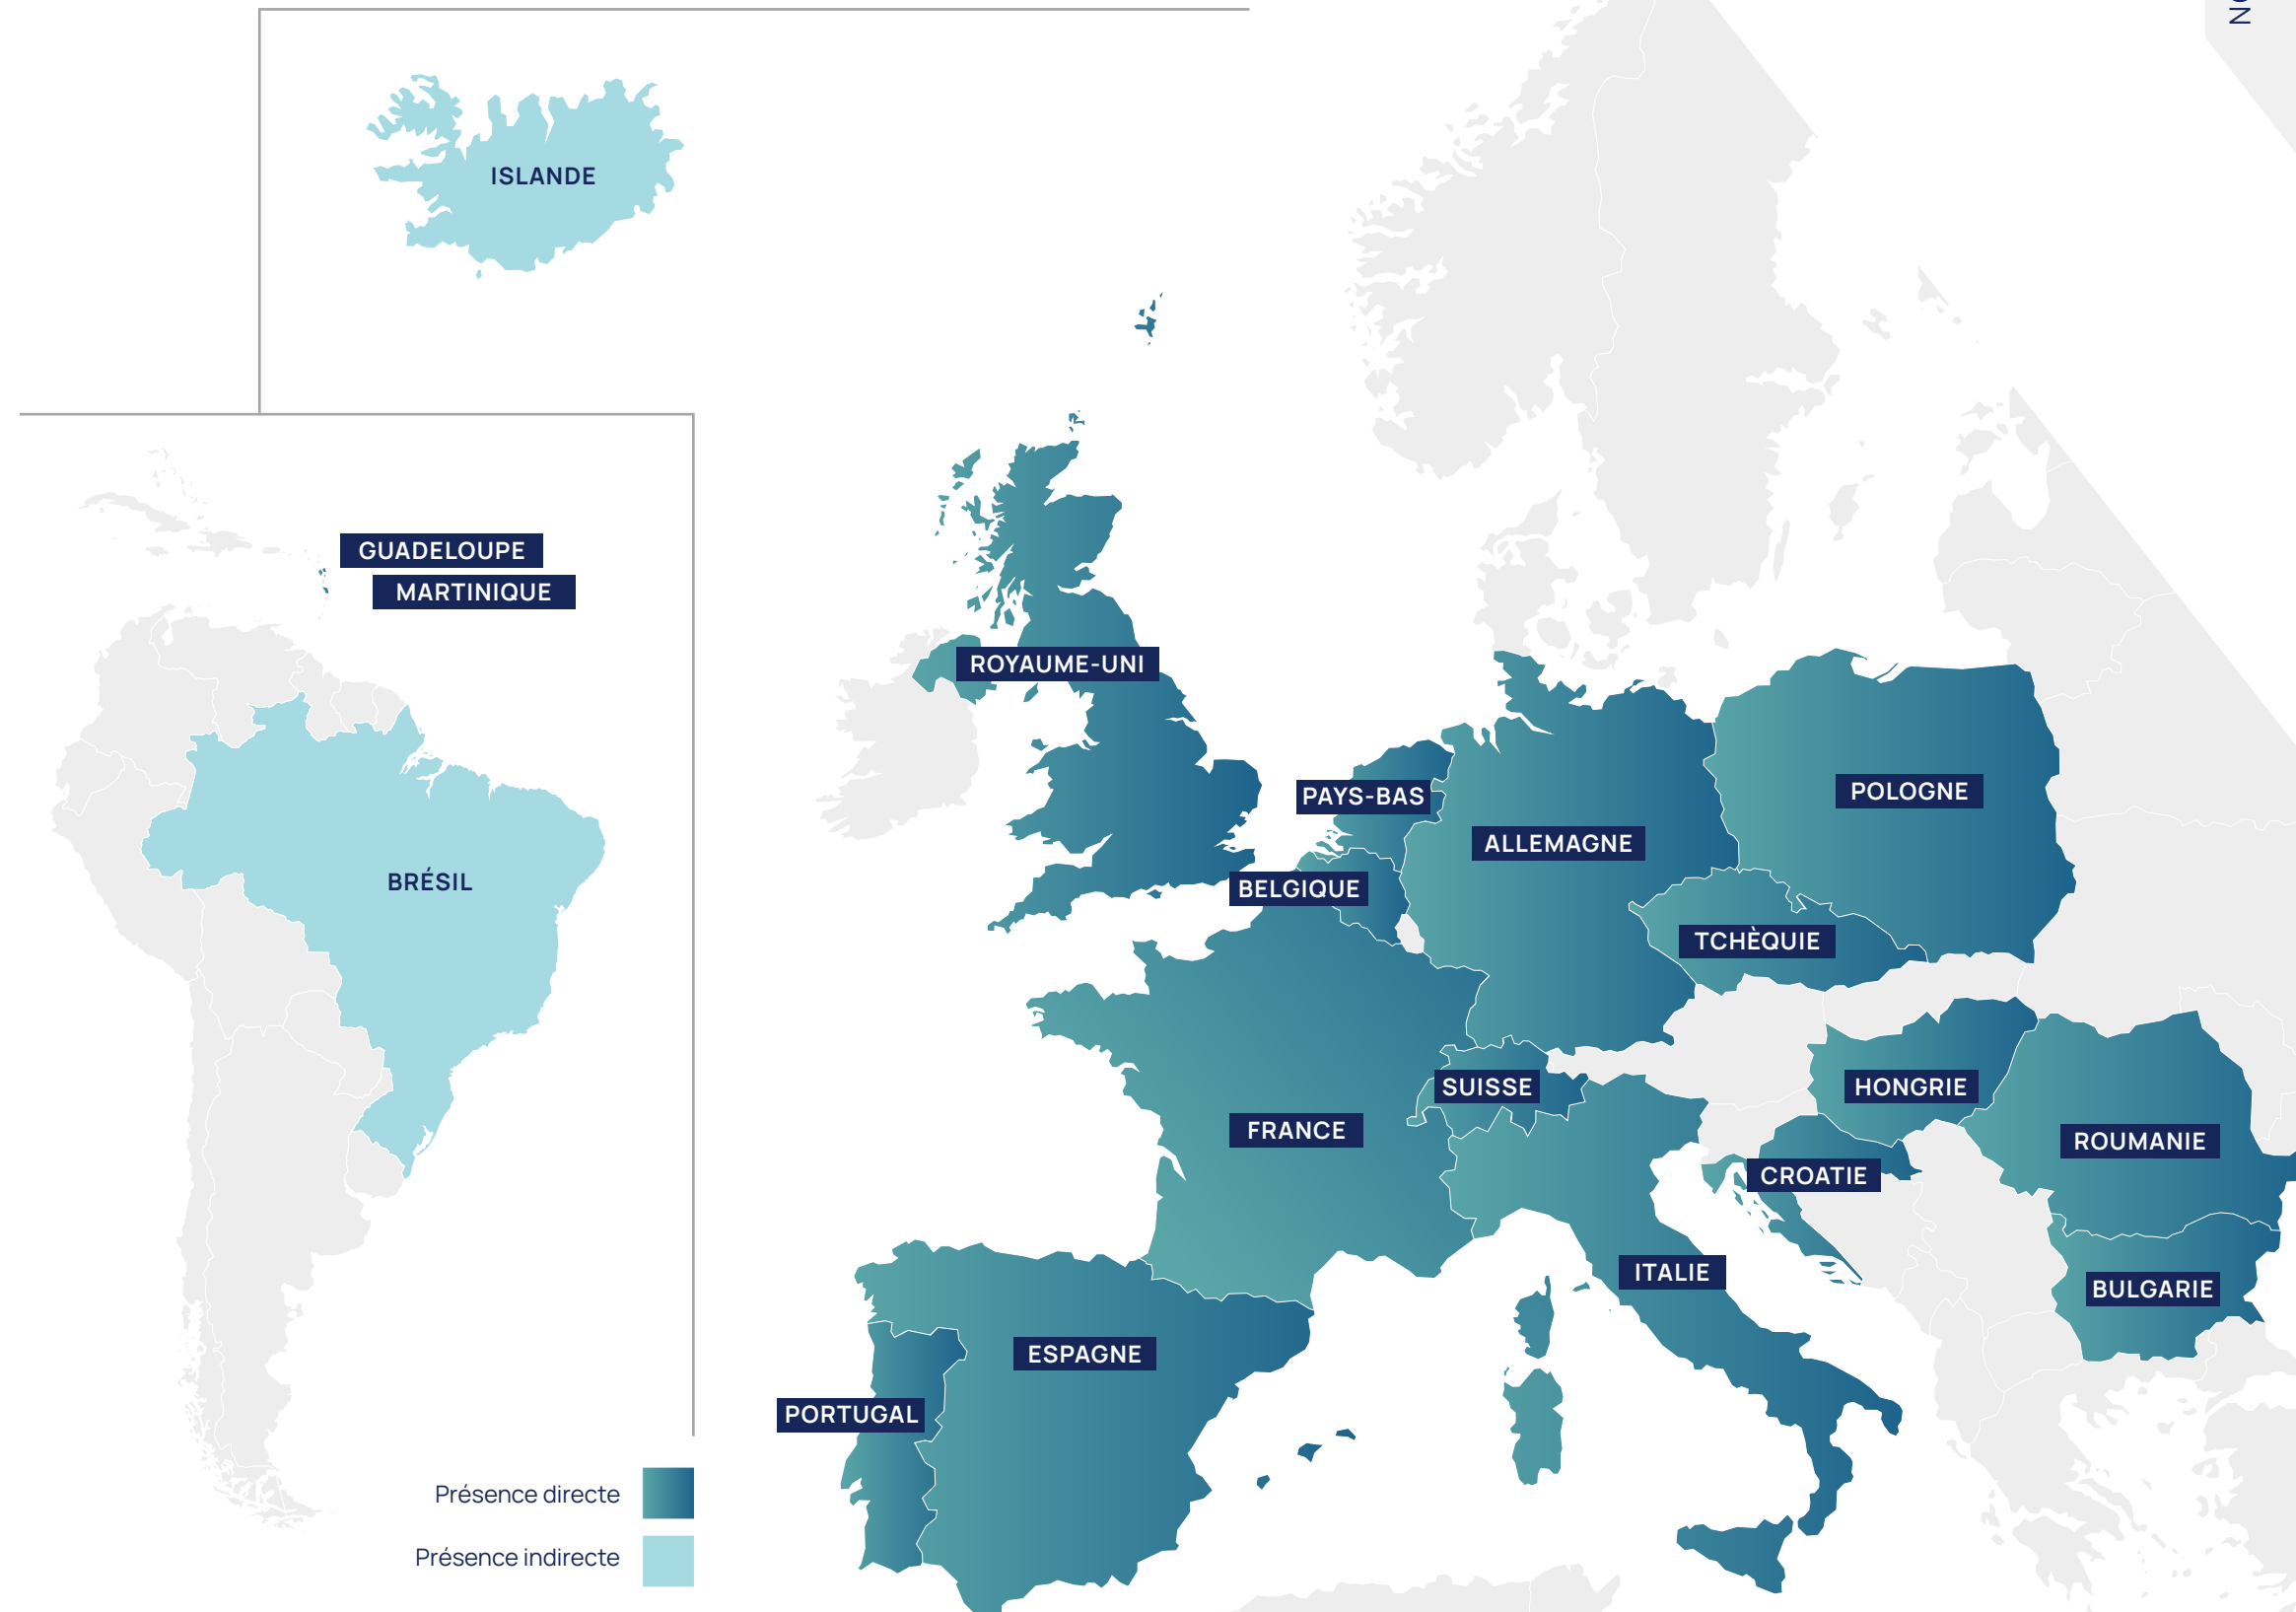 ISLANDE
GUADELOUPE
MARTINIQUE
ROYAUME-UNI
PAYS-BAS
POLOGNE
ALLEMAGNE
BRÉSIL
BELGIQUE
TCHÈQUIE
SUISSE
HONGRIE
FRANCE
ROUMANIE
CROATIE
ITALIE
BULGARIE
ESPAGNE
PORTUGAL
Présence directe
Présence indirecte